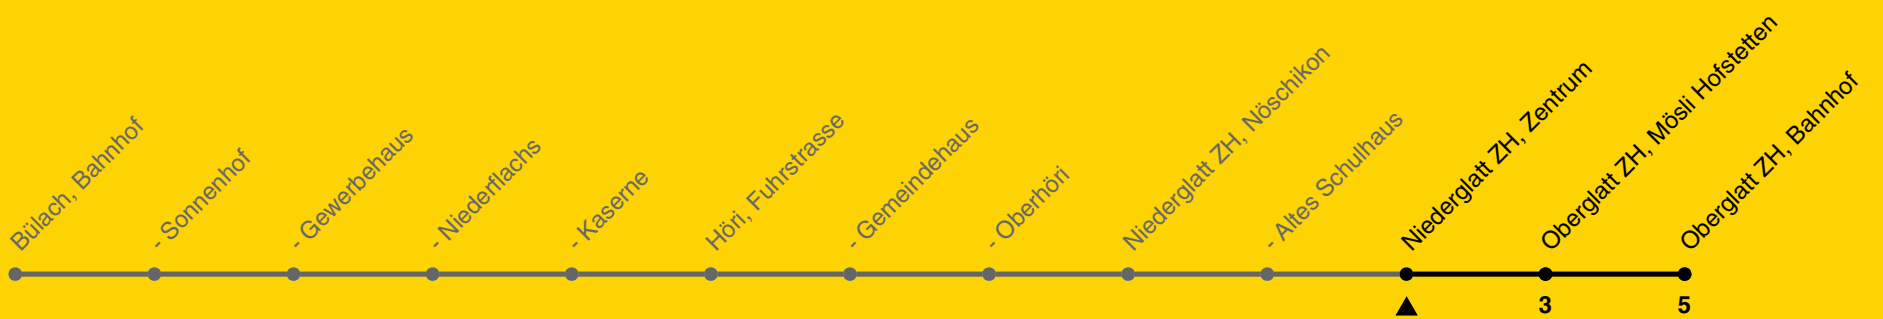 Bülach, Bahnhof
- Sonnenhof
- Gewerbehaus
- Niederflachs
- Kaserne
Höri, Fuhrstrasse
- Gemeindehaus
- Oberhöri
Niederglatt ZH, Nöschikon
- Altes Schulhaus
Niederglatt ZH, Zentrum
Oberglatt ZH, Mösli Hofstetten
Oberglatt ZH, Bahnhof
3
5